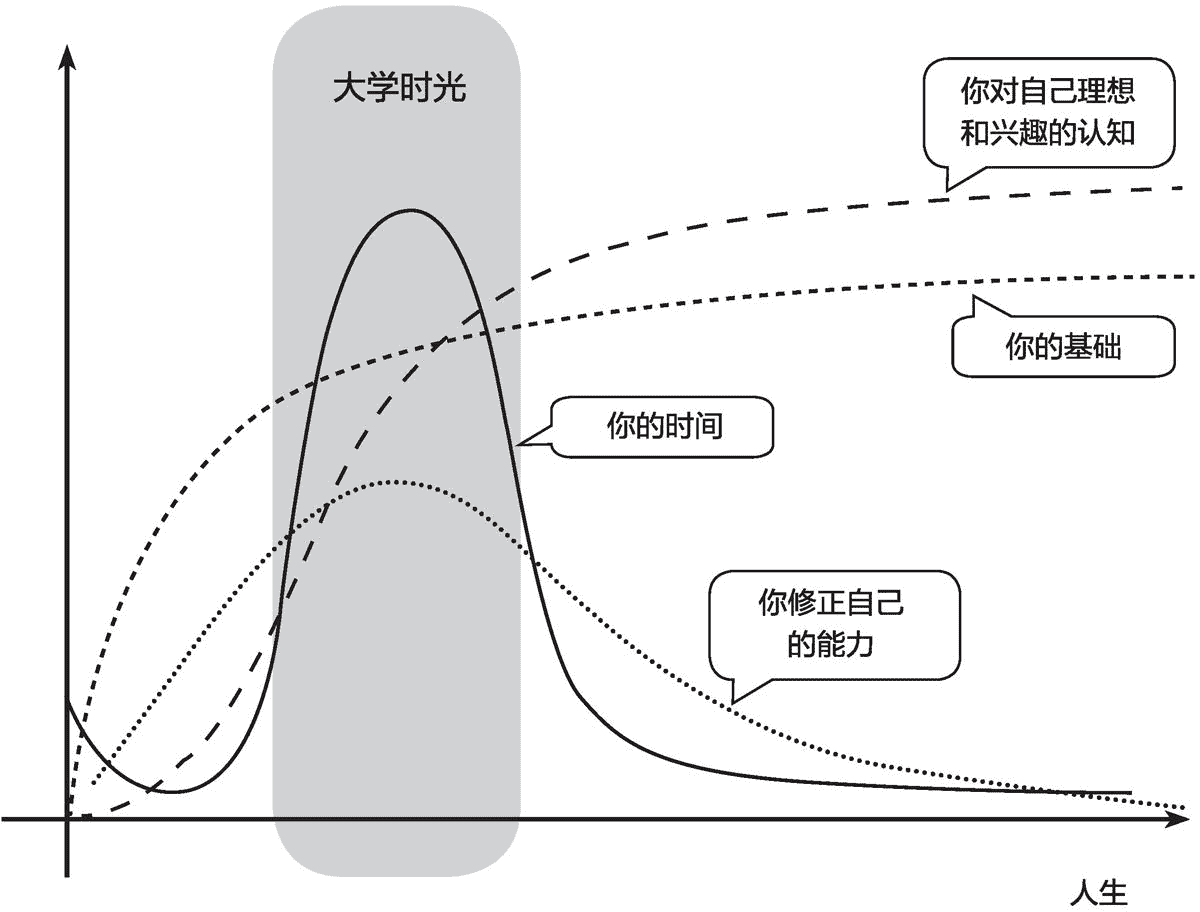 大学时光
你对自己理想
和兴趣的认知
你的基础
你的时间
你修正自己
的能力
人生